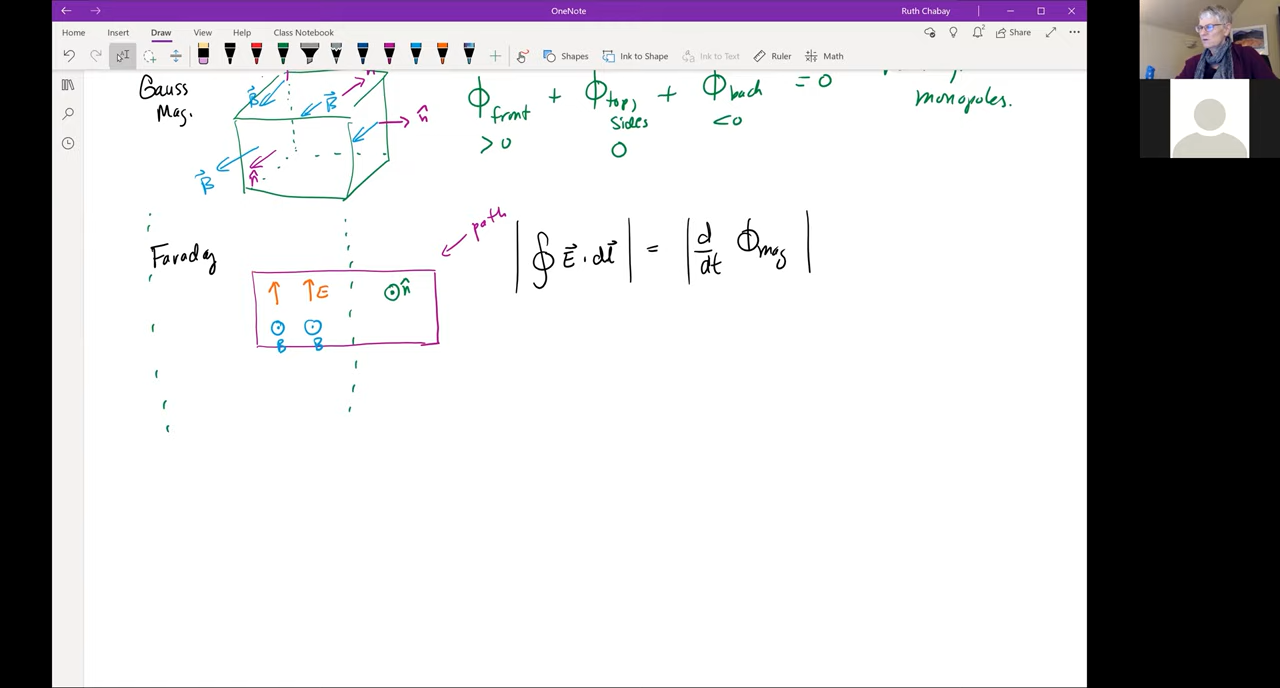 OneNote
Ruth Chabay
Home Insert Draw View Help Class Notebook
Share
Shapes Ink to Shape Ink to Text Ruler Math
Gauss
Mag.
B⃗ B⃗ n̂
B⃗ n̂
Φfront + Φtop, sides + Φback = 0
>0 0 <0
monopoles.
Faraday
path
|∮ E⃗ · dl⃗| = |d/dt Φmag|
E n̂
B B